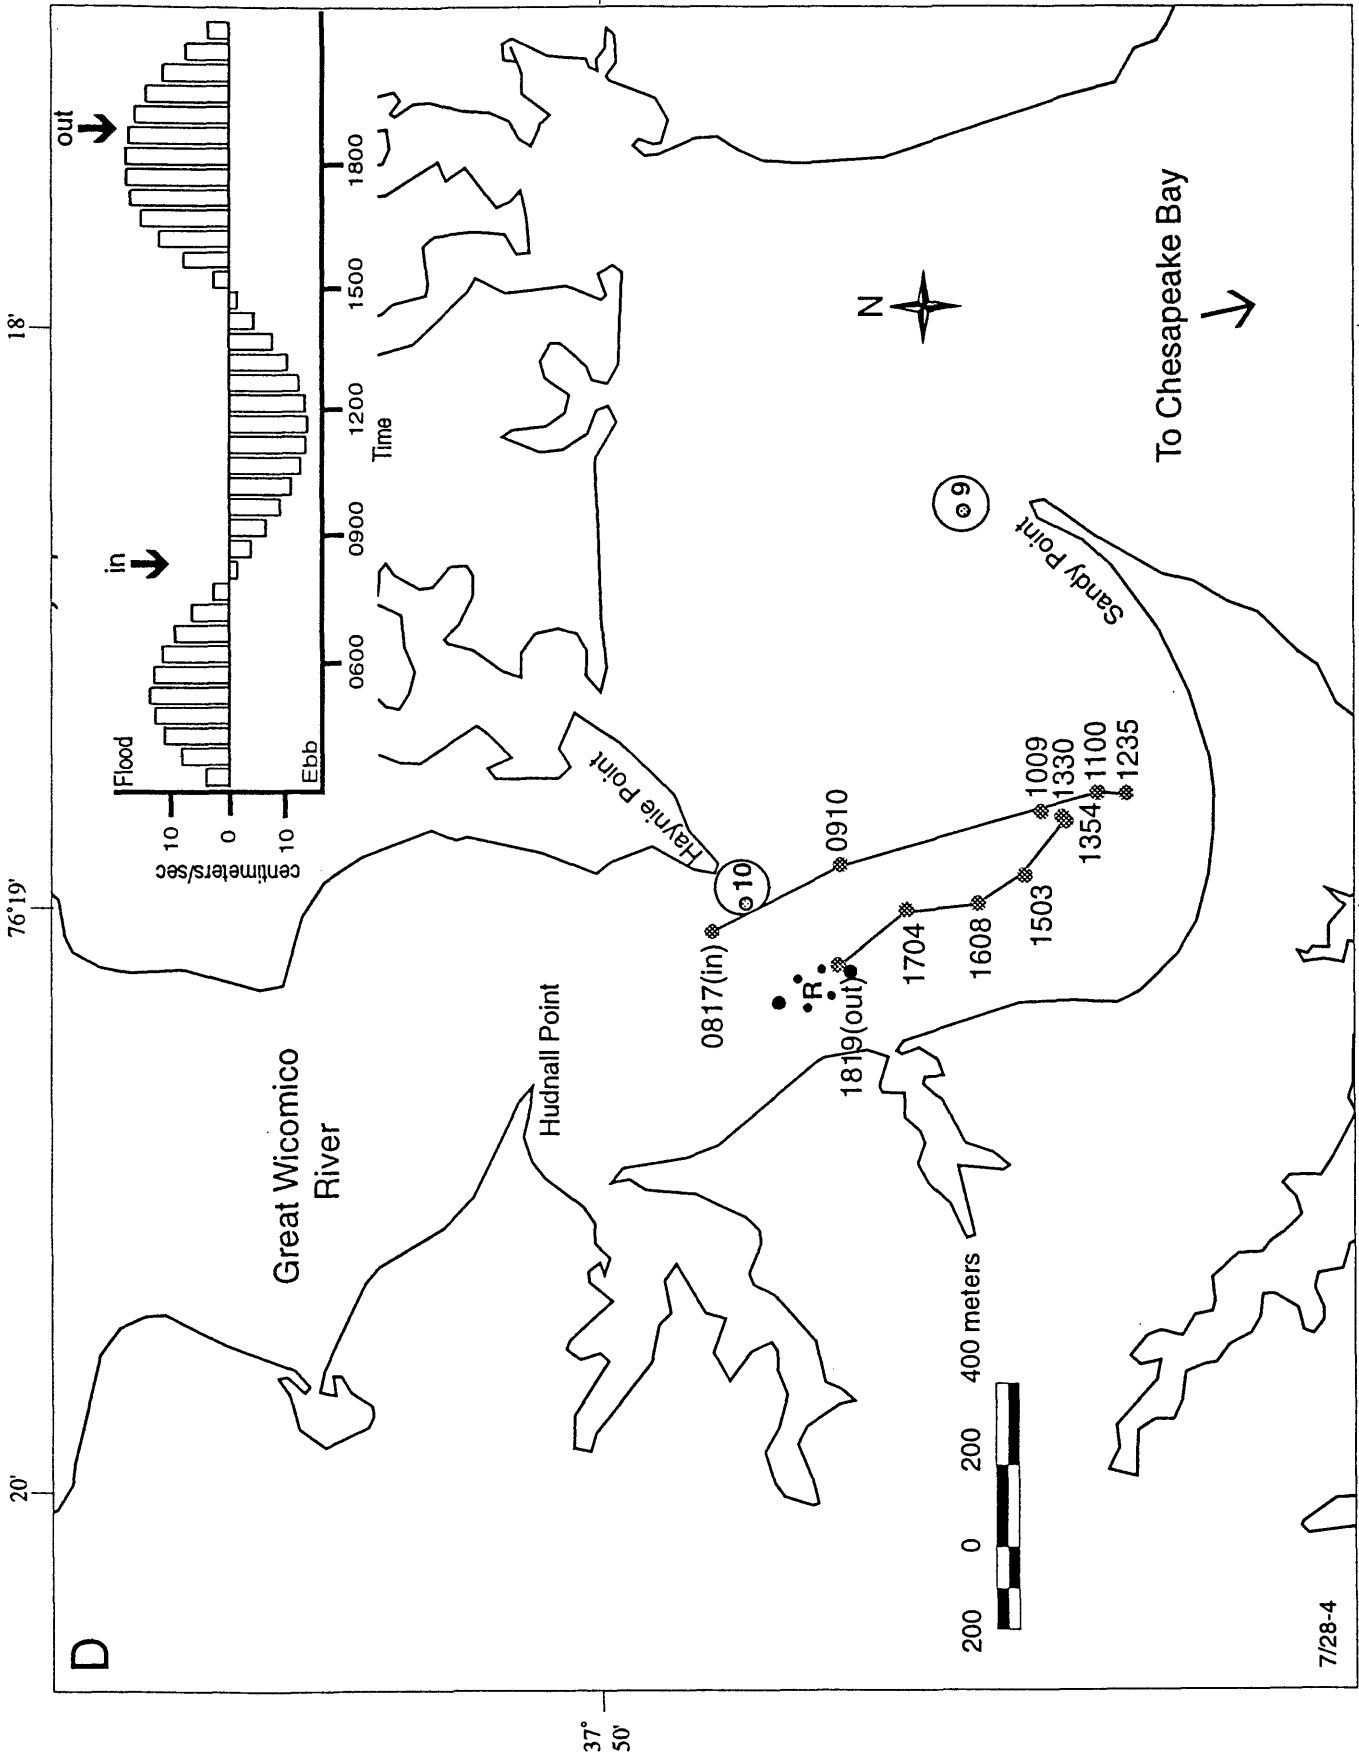 D
20'
76°19'
18'
37°
50'
Great Wicomico
River
Hudnall Point
Haynie Point
Sandy Point
To Chesapeake Bay
N
in
out
Flood
Ebb
10
0
10
centimeters/sec
0600
0900
1200
1500
1800
Time
10
9
R
0817(in)
0910
1009
1330
1100
1235
1354
1503
1608
1704
1819(out)
200
0
200
400 meters
7/28-4